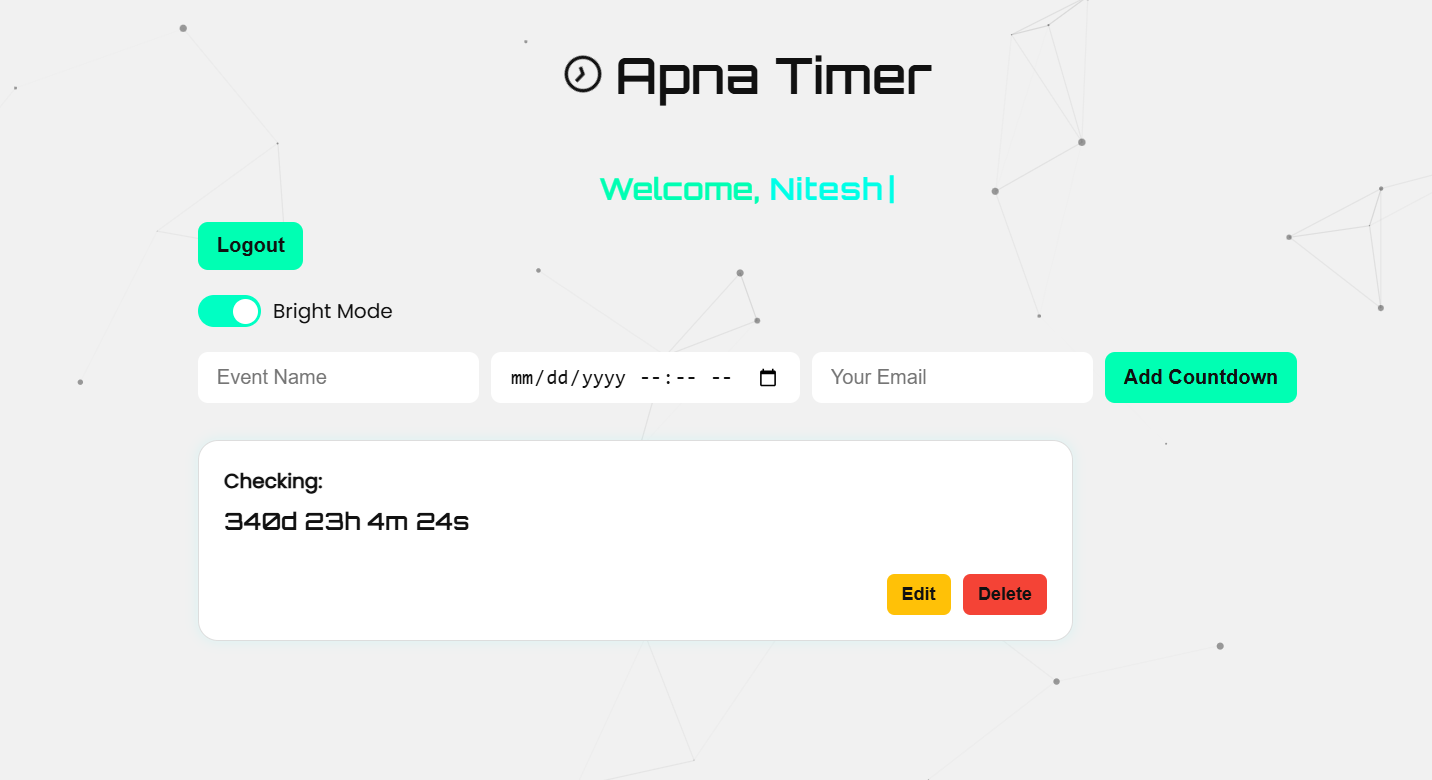 Apna Timer
Welcome, Nitesh|
Logout
Bright Mode
Event Name mm/dd/yyyy --:-- -- Your Email Add Countdown
Checking:
340d 23h 4m 24s
Edit Delete